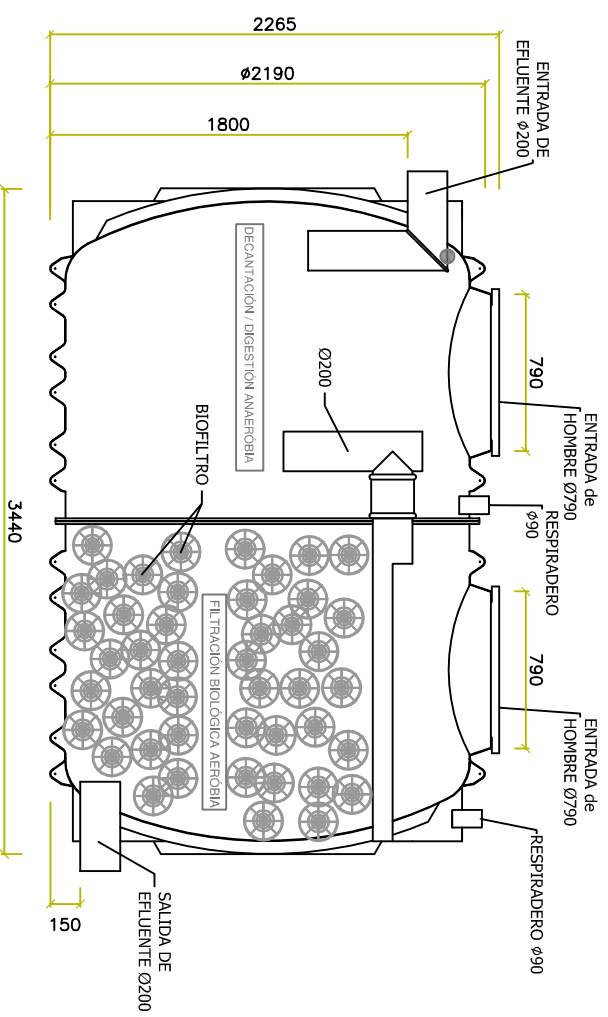 2265
ø2190
1800
ENTRADA DE
EFLUENTE ø200
790
ENTRADA de
HOMBRE Ø790
RESPIRADERO
ø90
790
ENTRADA de
HOMBRE Ø790
RESPIRADERO ø90
DECANTACIÓN / DIGESTIÓN ANAERÓBIA
Ø200
BIOFILTRO
FILTRACIÓN BIOLÓGICA AERÓBIA
SALIDA DE
EFLUENTE Ø200
150
3440